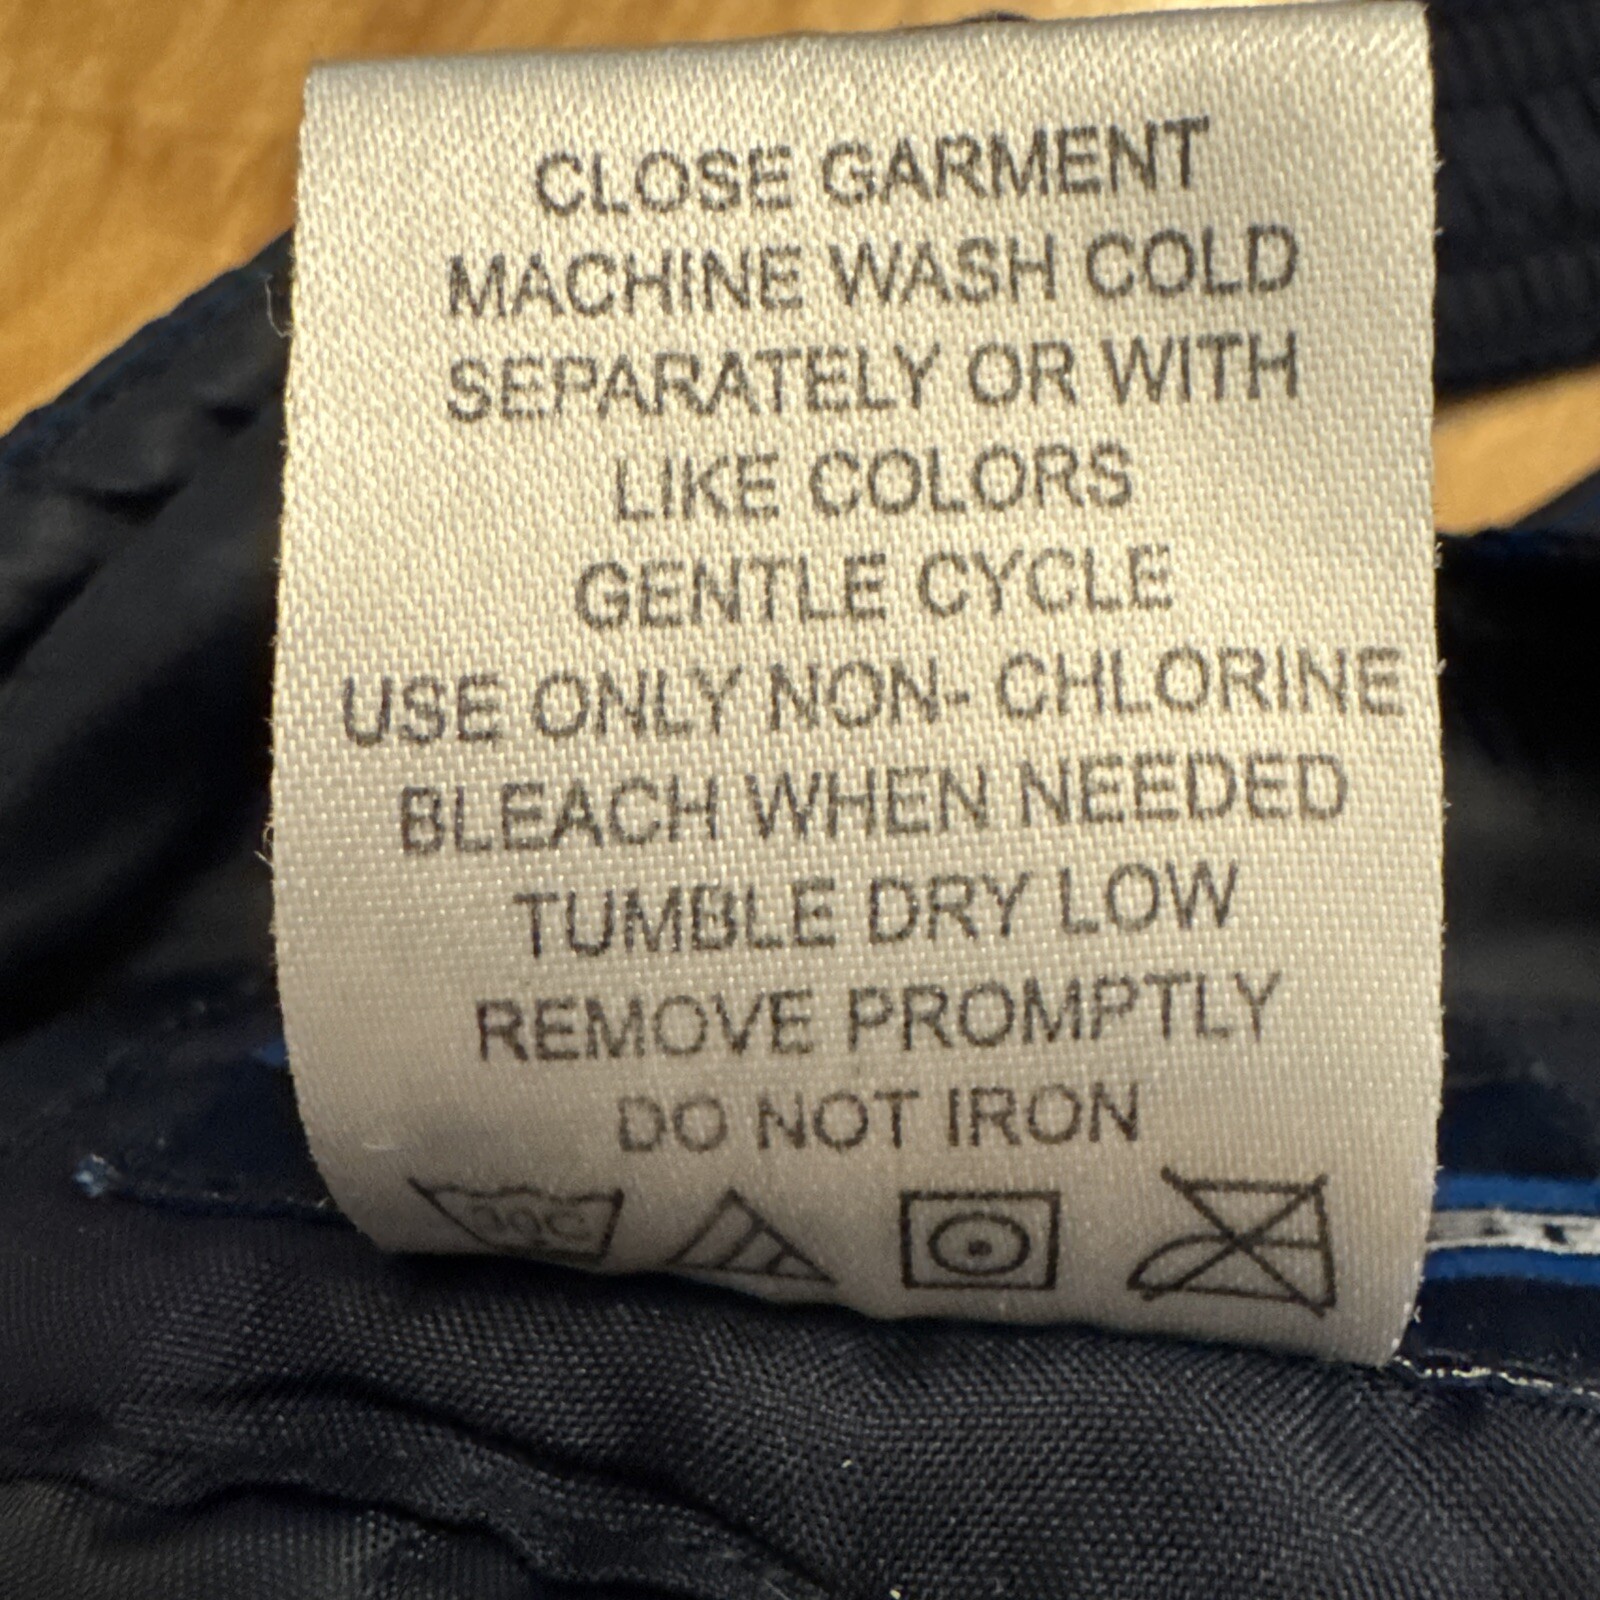 CLOSE GARMENT
MACHINE WASH COLD
SEPARATELY OR WITH
LIKE COLORS
GENTLE CYCLE
USE ONLY NON- CHLORINE
BLEACH WHEN NEEDED
TUMBLE DRY LOW
REMOVE PROMPTLY
DO NOT IRON
30C